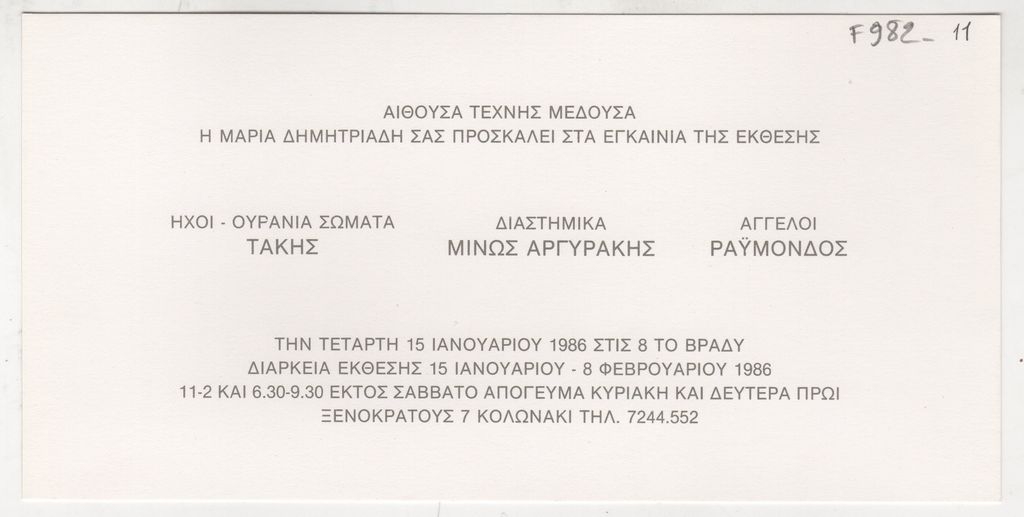 F982- 11
ΑΙΘΟΥΣΑ ΤΕΧΝΗΣ ΜΕΔΟΥΣΑ
Η ΜΑΡΙΑ ΔΗΜΗΤΡΙΑΔΗ ΣΑΣ ΠΡΟΣΚΑΛΕΙ ΣΤΑ ΕΓΚΑΙΝΙΑ ΤΗΣ ΕΚΘΕΣΗΣ
ΗΧΟΙ - ΟΥΡΑΝΙΑ ΣΩΜΑΤΑ
ΤΑΚΗΣ
ΔΙΑΣΤΗΜΙΚΑ
ΜΙΝΩΣ ΑΡΓΥΡΑΚΗΣ
ΑΓΓΕΛΟΙ
ΡΑΫΜΟΝΔΟΣ
ΤΗΝ ΤΕΤΑΡΤΗ 15 ΙΑΝΟΥΑΡΙΟΥ 1986 ΣΤΙΣ 8 ΤΟ ΒΡΑΔΥ
ΔΙΑΡΚΕΙΑ ΕΚΘΕΣΗΣ 15 ΙΑΝΟΥΑΡΙΟΥ - 8 ΦΕΒΡΟΥΑΡΙΟΥ 1986
11-2 ΚΑΙ 6.30-9.30 ΕΚΤΟΣ ΣΑΒΒΑΤΟ ΑΠΟΓΕΥΜΑ ΚΥΡΙΑΚΗ ΚΑΙ ΔΕΥΤΕΡΑ ΠΡΩΙ
ΞΕΝΟΚΡΑΤΟΥΣ 7 ΚΟΛΩΝΑΚΙ ΤΗΛ. 7244.552